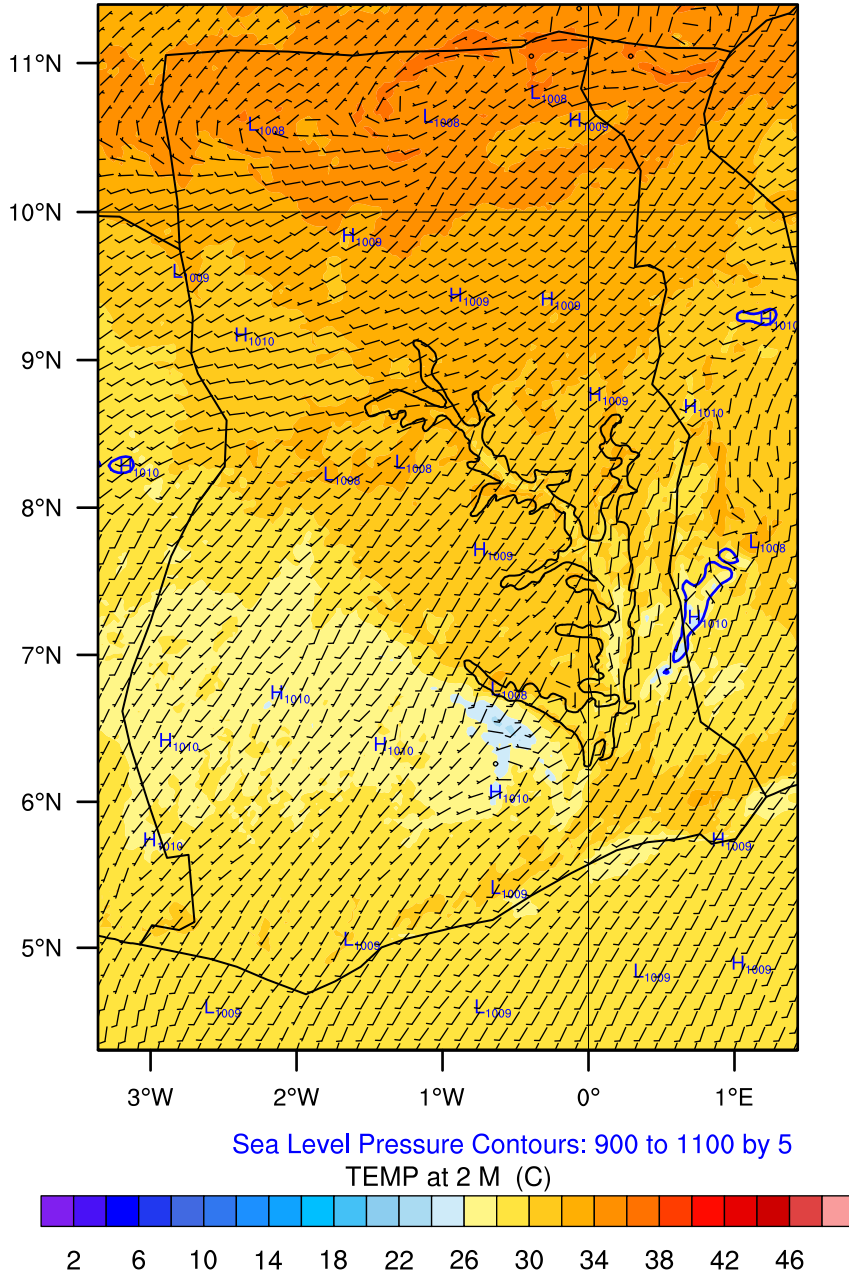 11°N
L1008
L1008
L1008
H1009
10°N
H1009
L1009
H1009
H1009
H1010
H1010
9°N
H1009
H1010
H1010
L1008
L1008
8°N
L1008
H1009
H1010
7°N
L1008
H1010
H1010
H1010
6°N
H1010
H1010
H1009
L1009
5°N
L1009
L1009
H1009
L1009
L1009
3°W 2°W 1°W 0° 1°E
Sea Level Pressure Contours: 900 to 1100 by 5
TEMP at 2 M (C)
2 6 10 14 18 22 26 30 34 38 42 46